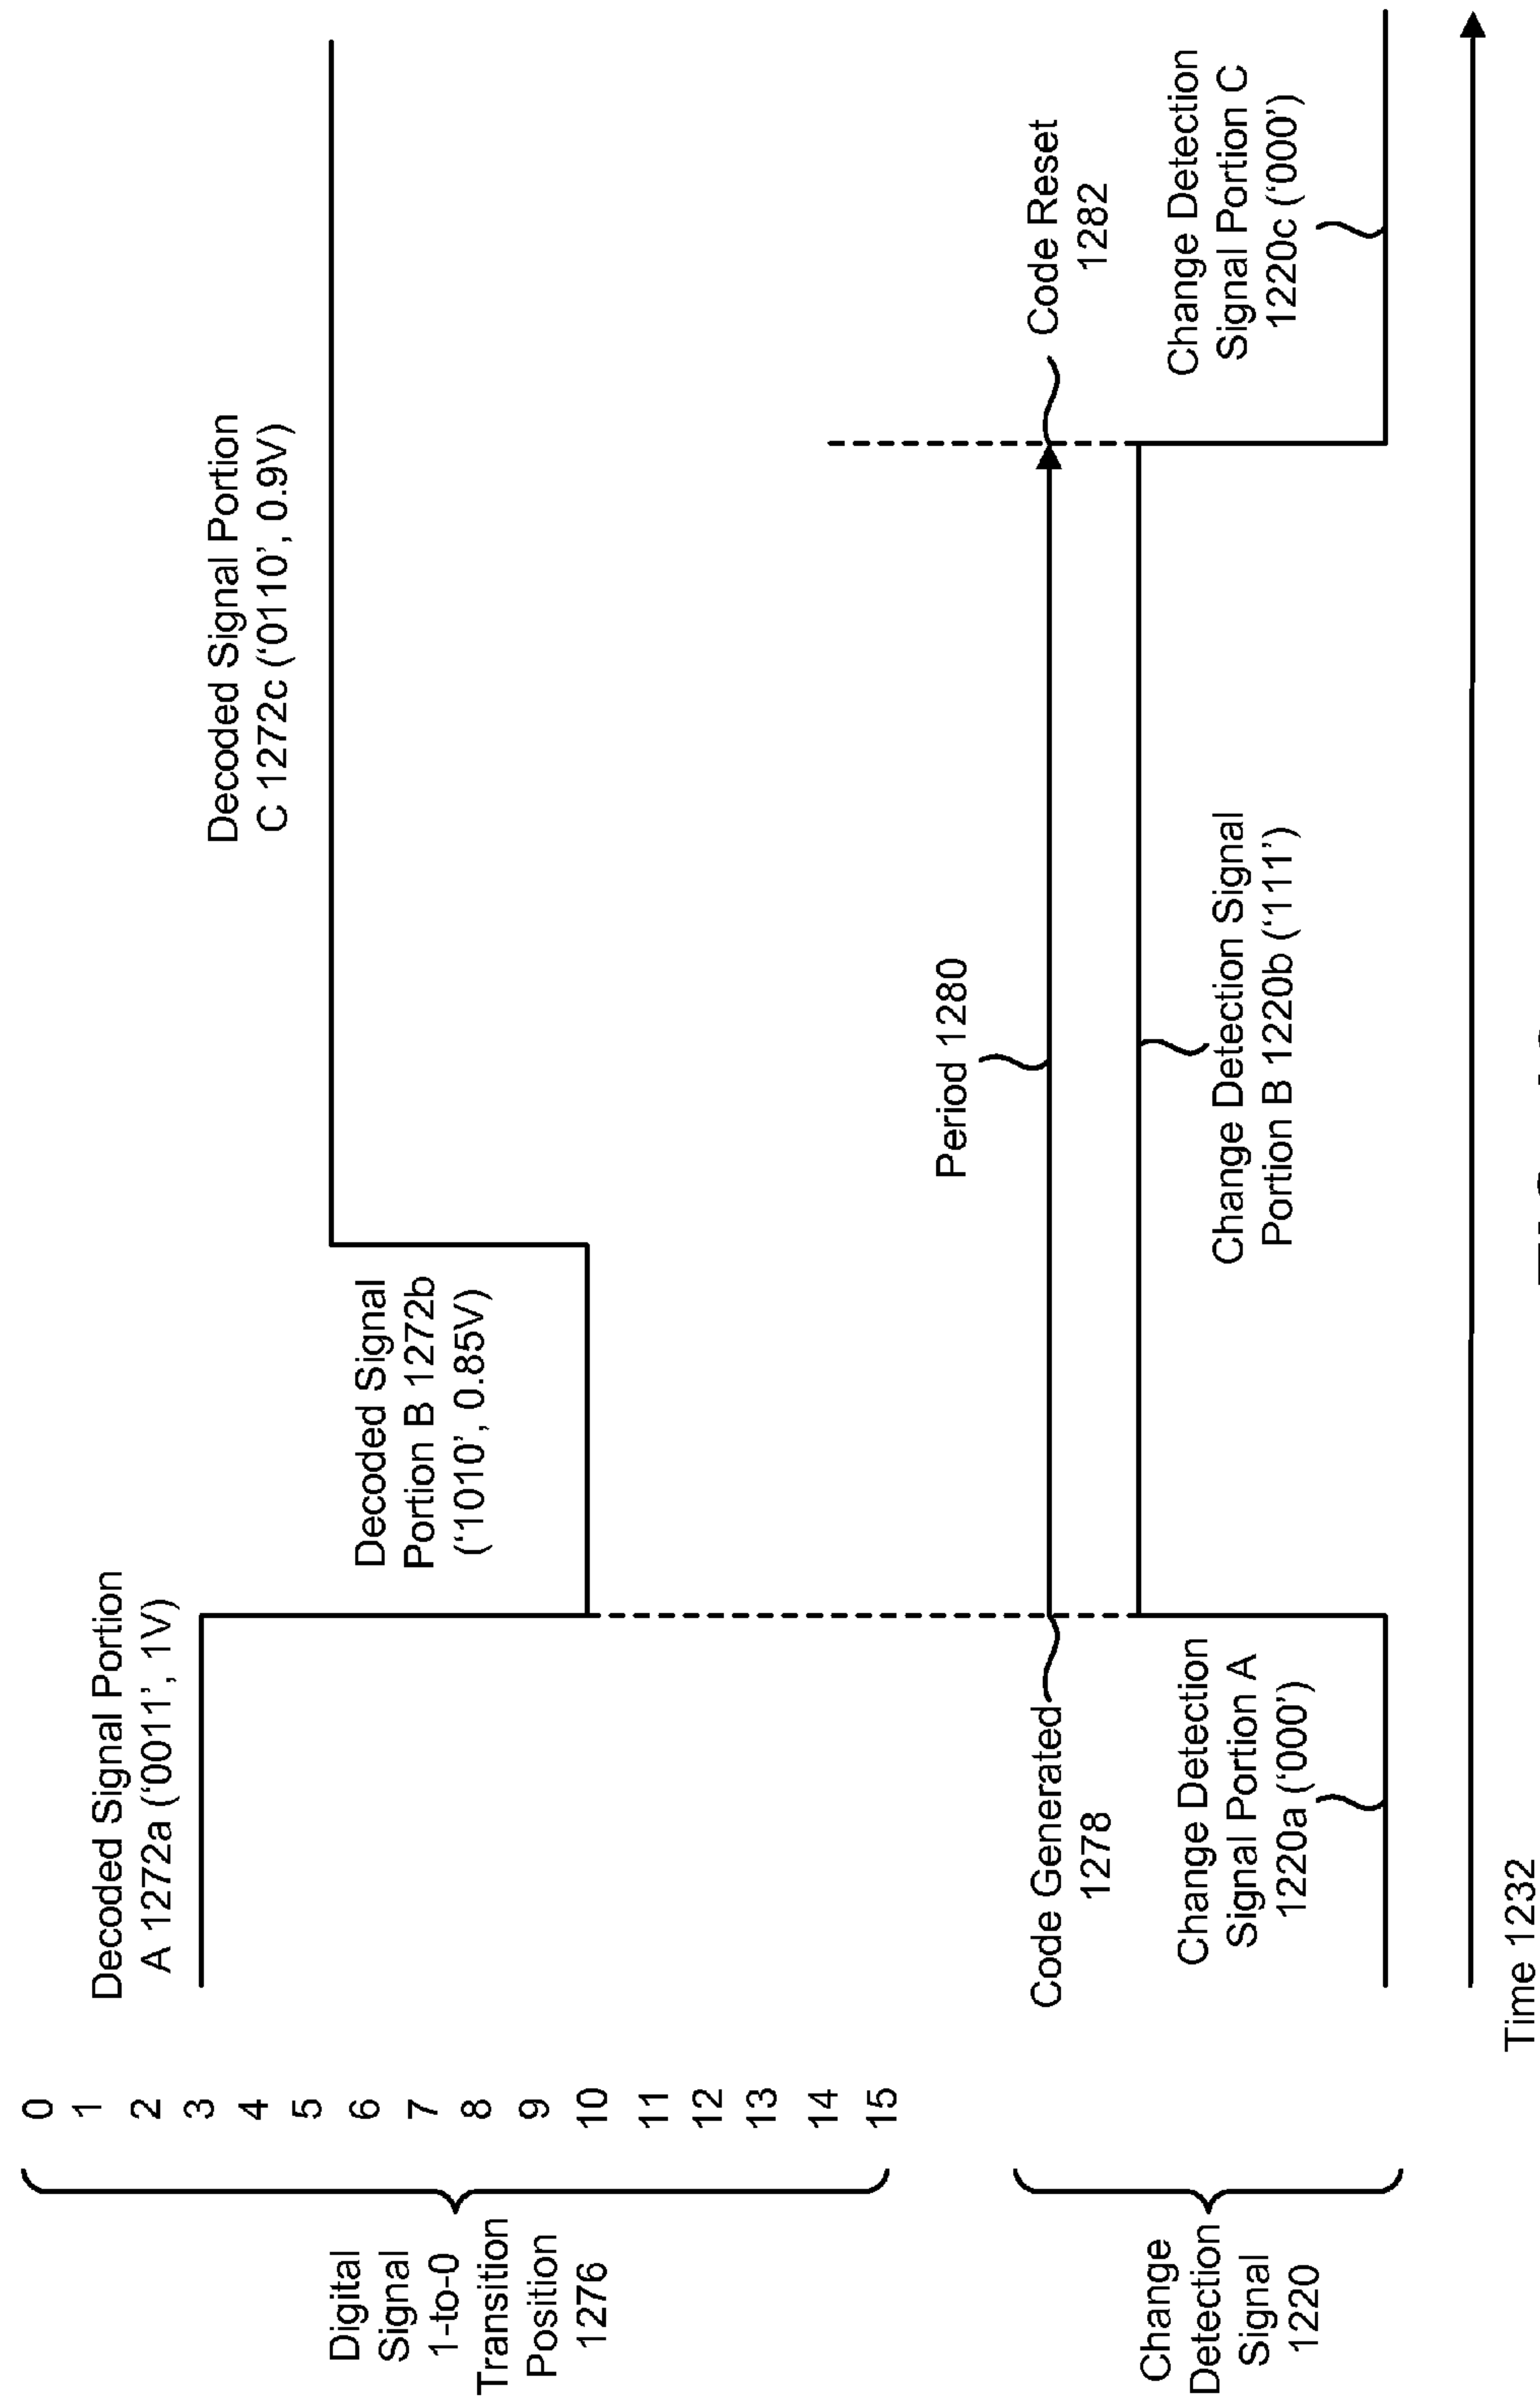 Digital
Signal
1-to-0
Transition
Position
1276
0
1
2
3
4
5
6
7
8
9
10
11
12
13
14
15
Decoded Signal Portion
A 1272a (‘0011’, 1V)
Decoded Signal
Portion B 1272b
(‘1010’, 0.85V)
Decoded Signal Portion
C 1272c (‘0110’, 0.9V)
Period 1280
Code Generated
1278
Code Reset
1282
Change
Detection
Signal
1220
Change Detection
Signal Portion A
1220a (‘000’)
Change Detection Signal
Portion B 1220b (‘111’)
Change Detection
Signal Portion C
1220c (‘000’)
Time 1232